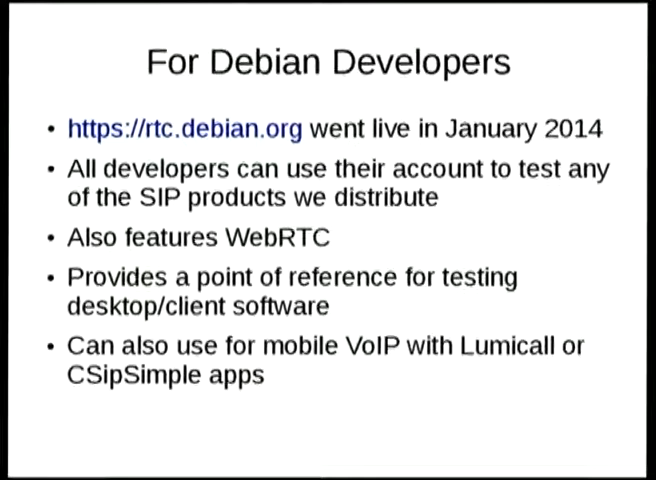 For Debian Developers
• https://rtc.debian.org went live in January 2014
• All developers can use their account to test any
of the SIP products we distribute
• Also features WebRTC
• Provides a point of reference for testing
desktop/client software
• Can also use for mobile VoIP with Lumicall or
CSipSimple apps